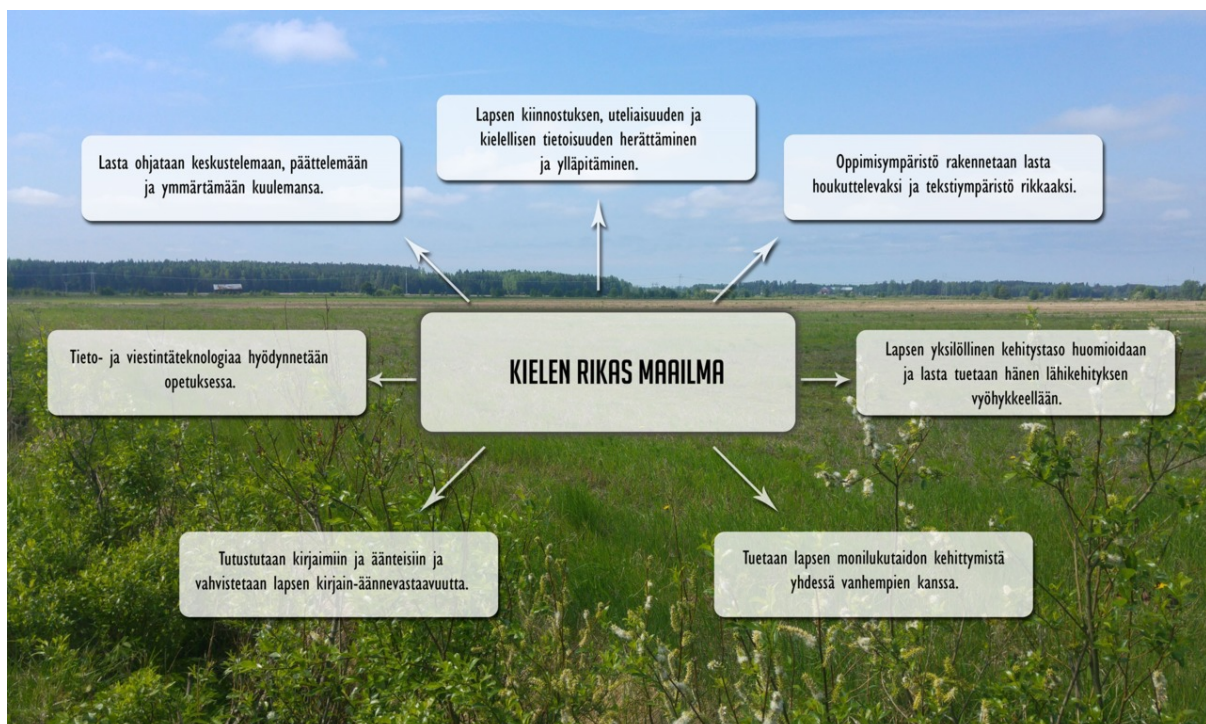 Lapsen kiinnostuksen, uteliaisuuden ja
kielellisen tietoisuuden herättäminen
ja ylläpitäminen.
Lasta ohjataan keskustelemaan, päättelemään
ja ymmärtämään kuulemansa.
Oppimisympäristö rakennetaan lasta
houkuttelevaksi ja tekstiympäristö rikkaaksi.
Tieto- ja viestintäteknologiaa hyödynnetään
opetuksessa.
KIELEN RIKAS MAAILMA
Lapsen yksilöllinen kehitystaso huomioidaan
ja lasta tuetaan hänen lähikehityksen
vyöhykkeellään.
Tutustutaan kirjaimiin ja äänteisiin ja
vahvistetaan lapsen kirjain-äännevastaavuutta.
Tuetaan lapsen monilukutaidon kehittymistä
yhdessä vanhempien kanssa.